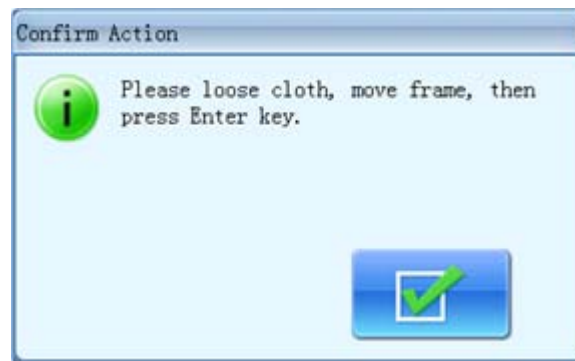 Confirm Action
Please loose cloth, move frame, then
press Enter key.